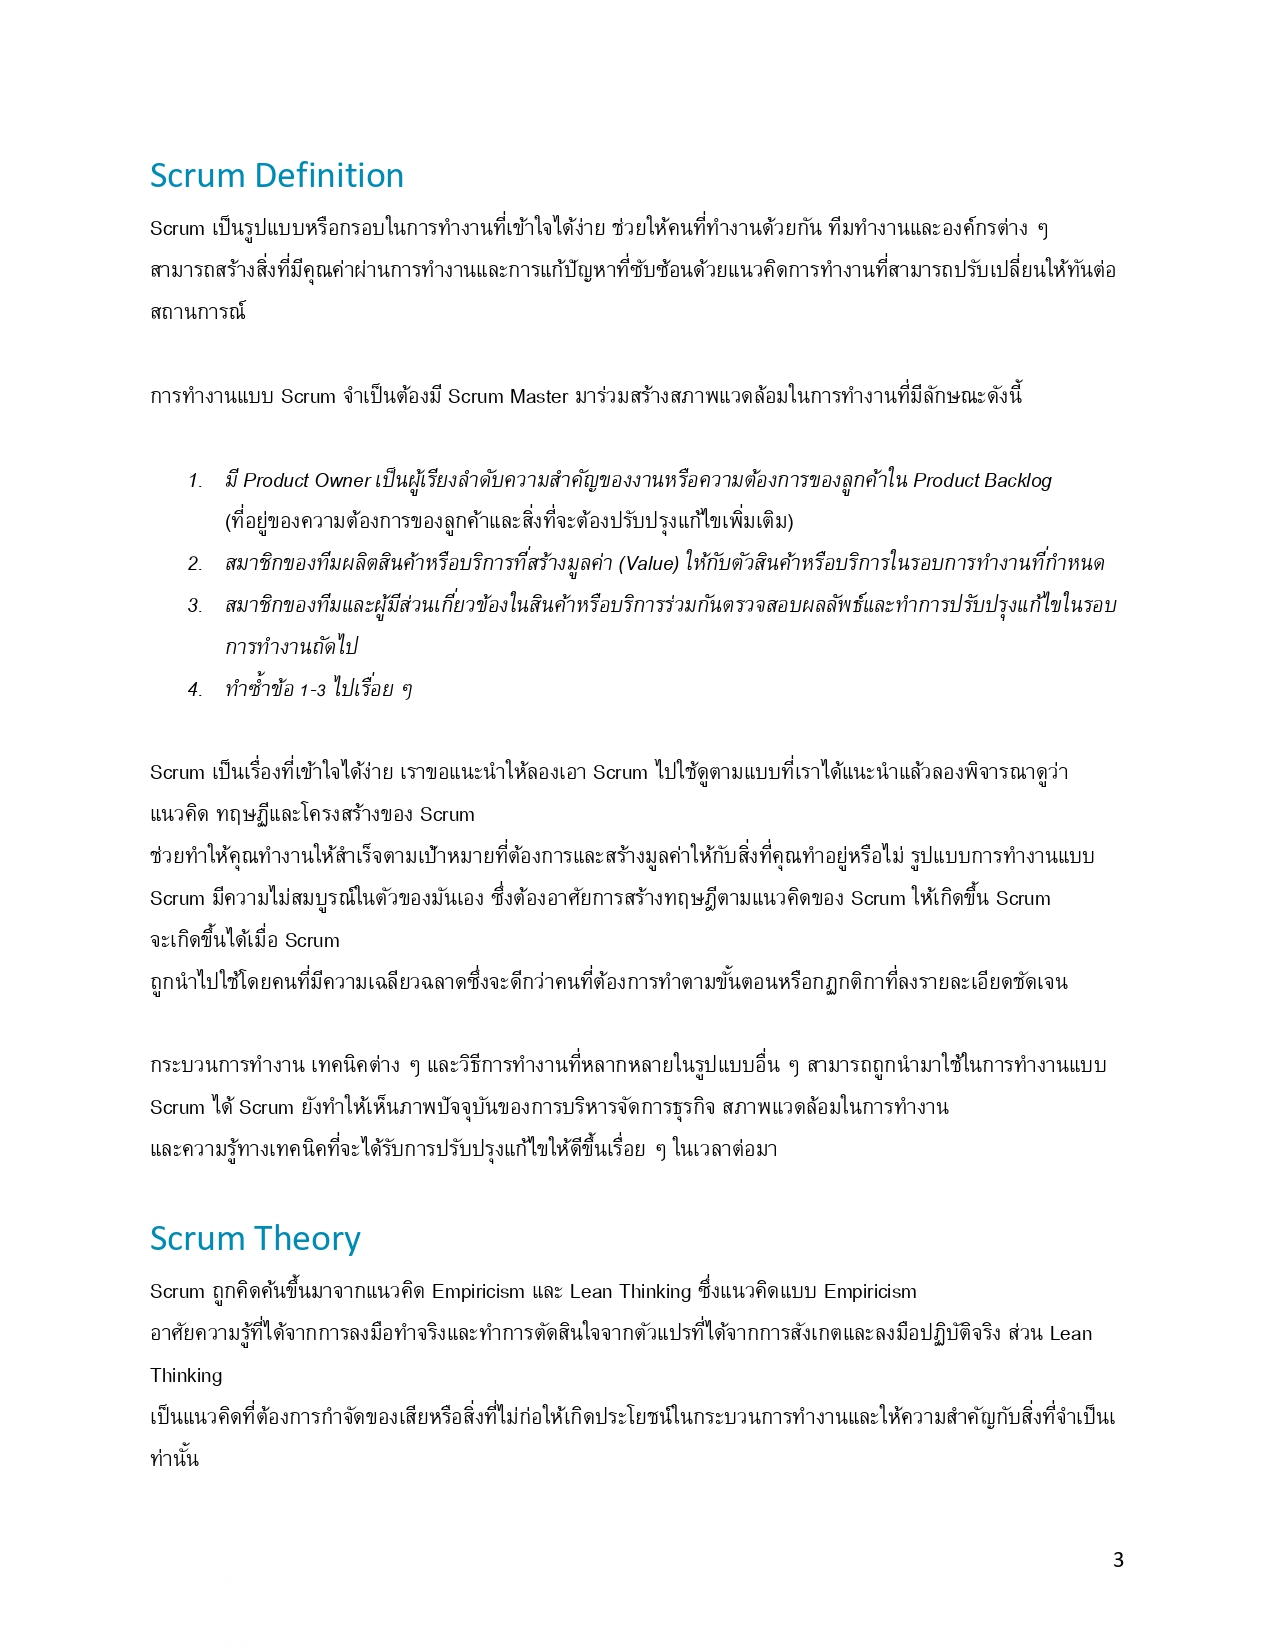 Scrum Definition
Scrum เป็นรูปแบบหรือกรอบในการทำงานที่เข้าใจได้ง่าย ช่วยให้คนที่ทำงานด้วยกัน ทีมทำงานและองค์กรต่าง ๆ
สามารถสร้างสิ่งที่มีคุณค่าผ่านการทำงานและการแก้ปัญหาที่ซับซ้อนด้วยแนวคิดการทำงานที่สามารถปรับเปลี่ยนให้ทันต่อ
สถานการณ์
การทำงานแบบ Scrum จำเป็นต้องมี Scrum Master มาร่วมสร้างสภาพแวดล้อมในการทำงานที่มีลักษณะดังนี้
1. มี Product Owner เป็นผู้เรียงลำดับความสำคัญของงานหรือความต้องการของลูกค้าใน Product Backlog
(ที่อยู่ของความต้องการของลูกค้าและสิ่งที่จะต้องปรับปรุงแก้ไขเพิ่มเติม)
2. สมาชิกของทีมผลิตสินค้าหรือบริการที่สร้างมูลค่า (Value) ให้กับตัวสินค้าหรือบริการในรอบการทำงานที่กำหนด
3. สมาชิกของทีมและผู้มีส่วนเกี่ยวข้องในสินค้าหรือบริการร่วมกันตรวจสอบผลลัพธ์และทำการปรับปรุงแก้ไขในรอบ
การทำงานถัดไป
4. ทำซ้ำข้อ 1-3 ไปเรื่อย ๆ
Scrum เป็นเรื่องที่เข้าใจได้ง่าย เราขอแนะนำให้ลองเอา Scrum ไปใช้ดูตามแบบที่เราได้แนะนำแล้วลองพิจารณาดูว่า
แนวคิด ทฤษฏีและโครงสร้างของ Scrum
ช่วยทำให้คุณทำงานให้สำเร็จตามเป้าหมายที่ต้องการและสร้างมูลค่าให้กับสิ่งที่คุณทำอยู่หรือไม่ รูปแบบการทำงานแบบ
Scrum มีความไม่สมบูรณ์ในตัวของมันเอง ซึ่งต้องอาศัยการสร้างทฤษฎีตามแนวคิดของ Scrum ให้เกิดขึ้น Scrum
จะเกิดขึ้นได้เมื่อ Scrum
ถูกนำไปใช้โดยคนที่มีความเฉลียวฉลาดซึ่งจะดีกว่าคนที่ต้องการทำตามขั้นตอนหรือกฏกติกาที่ลงรายละเอียดชัดเจน
กระบวนการทำงาน เทคนิคต่าง ๆ และวิธีการทำงานที่หลากหลายในรูปแบบอื่น ๆ สามารถถูกนำมาใช้ในการทำงานแบบ
Scrum ได้ Scrum ยังทำให้เห็นภาพปัจจุบันของการบริหารจัดการธุรกิจ สภาพแวดล้อมในการทำงาน
และความรู้ทางเทคนิคที่จะได้รับการปรับปรุงแก้ไขให้ดีขึ้นเรื่อย ๆ ในเวลาต่อมา
Scrum Theory
Scrum ถูกคิดค้นขึ้นมาจากแนวคิด Empiricism และ Lean Thinking ซึ่งแนวคิดแบบ Empiricism
อาศัยความรู้ที่ได้จากการลงมือทำจริงและทำการตัดสินใจจากตัวแปรที่ได้จากการสังเกตและลงมือปฏิบัติจริง ส่วน Lean
Thinking
เป็นแนวคิดที่ต้องการกำจัดของเสียหรือสิ่งที่ไม่ก่อให้เกิดประโยชน์ในกระบวนการทำงานและให้ความสำคัญกับสิ่งที่จำเป็นเ
ท่านั้น
3